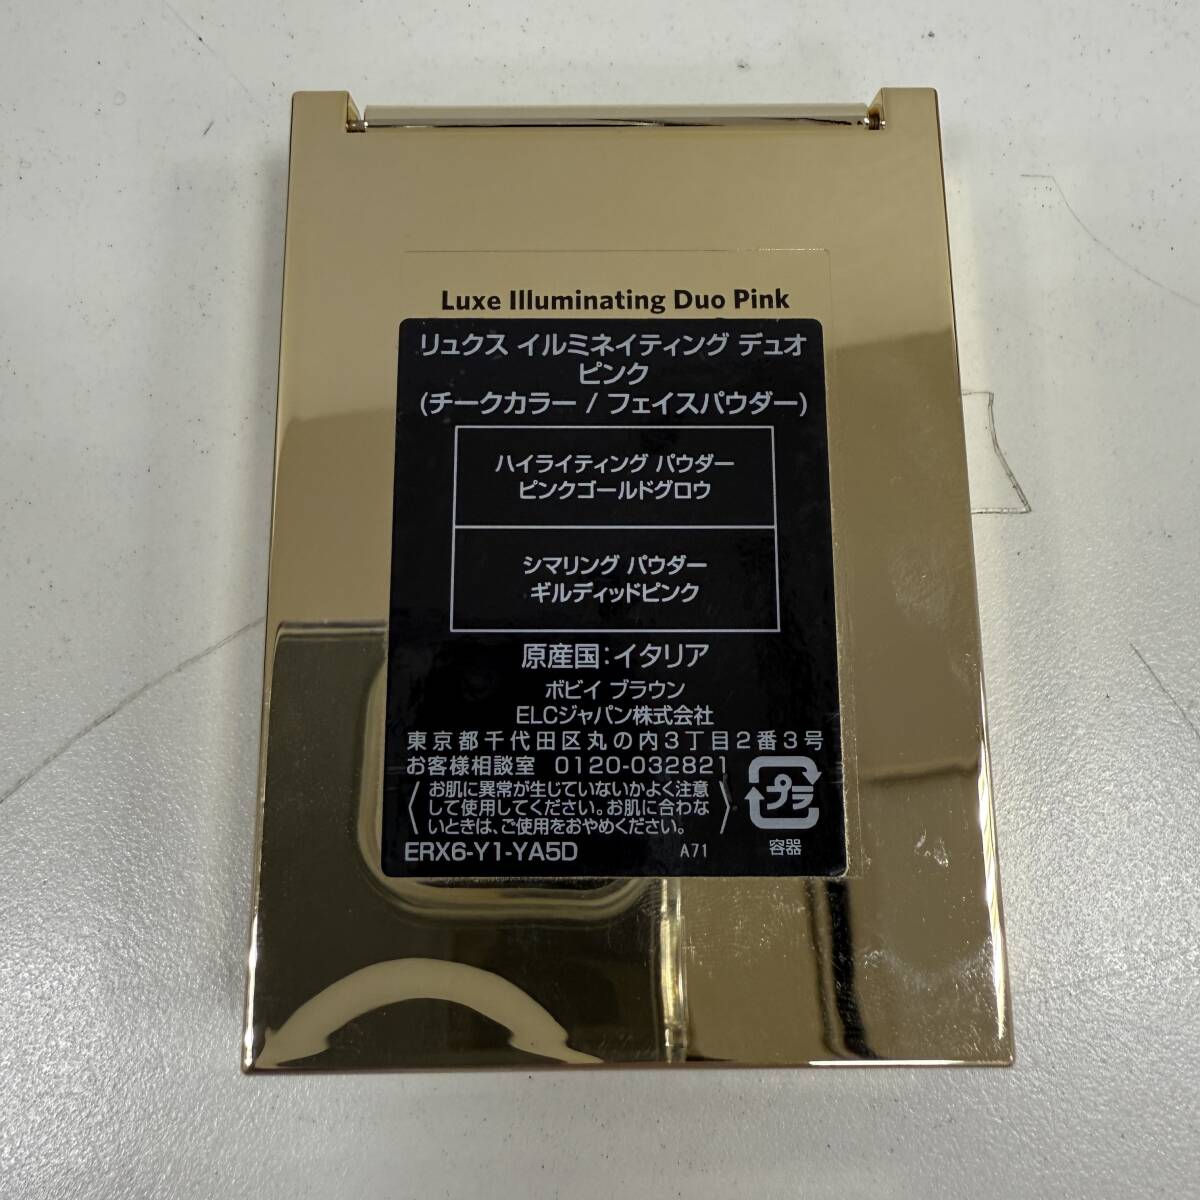 Luxe Illuminating Duo Pink
リュクス イルミネイティング デュオ
ピンク
(チークカラー / フェイスパウダー)
ハイライティング パウダー
ピンクゴールドグロウ
シマリング パウダー
ギルディッドピンク
原産国:イタリア
ボビイ ブラウン
ELCジャパン株式会社
東京都千代田区丸の内3丁目2番3号
お客様相談室 0120-032821
〈お肌に異常が生じていないかよく注意
して使用してください。お肌に合わな
いときは、ご使用をおやめください。〉
プラ
容器
ERX6-Y1-YA5D A71